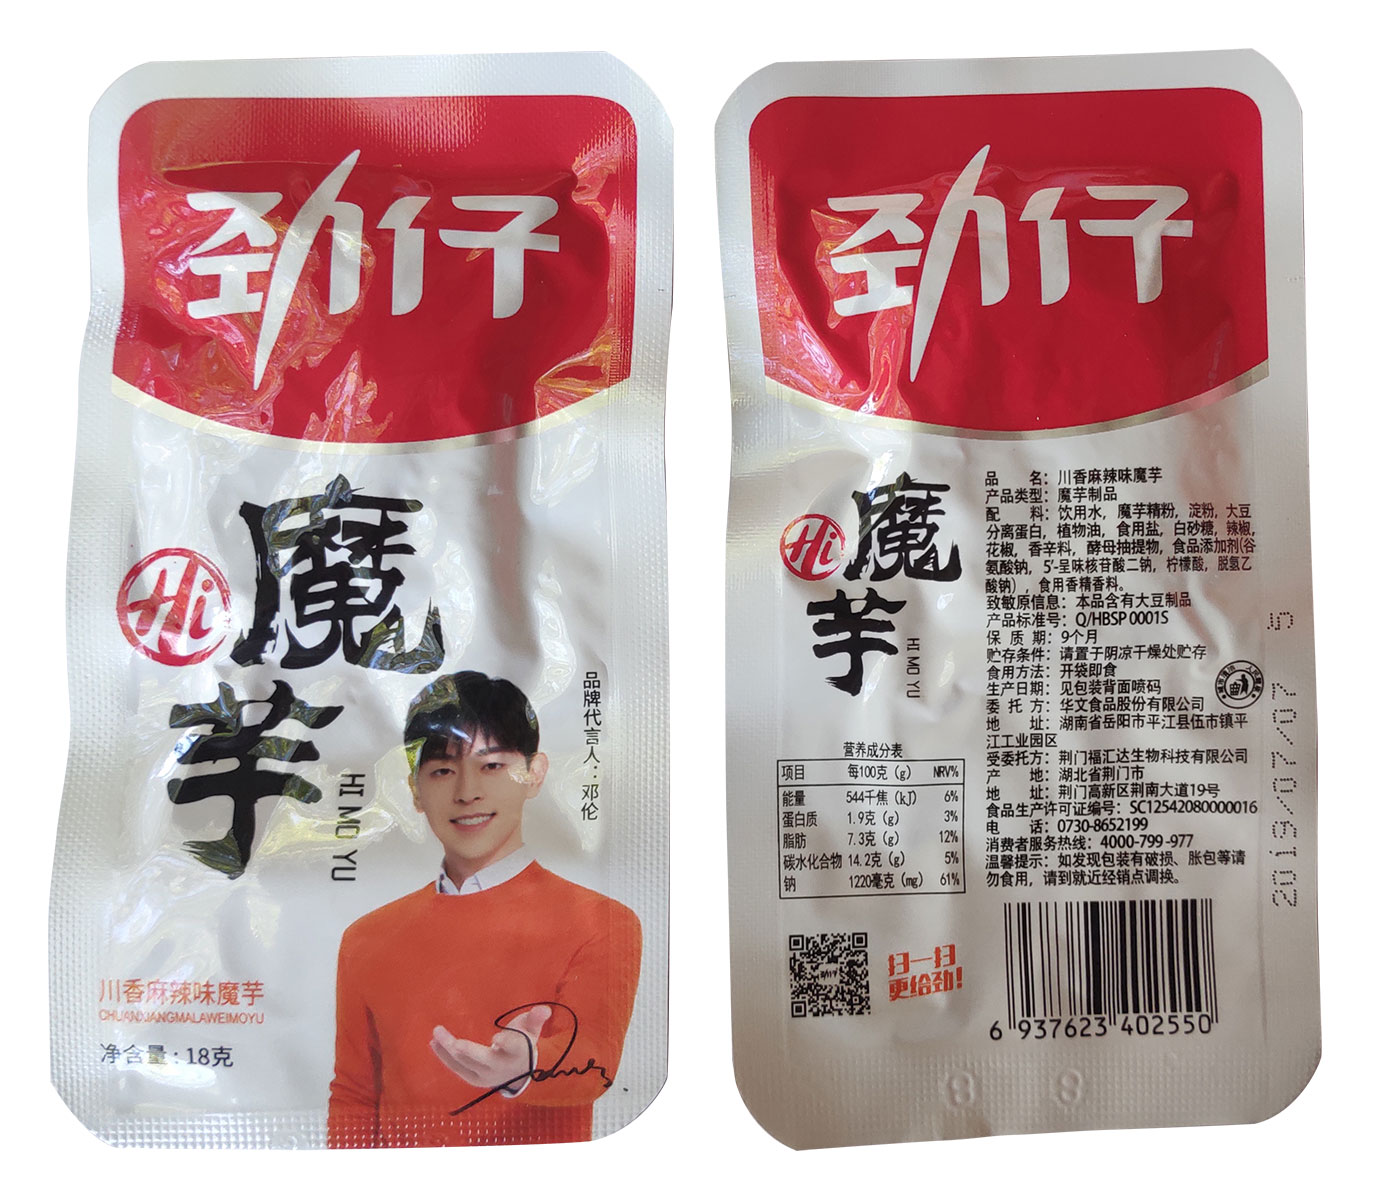 劲仔
Hi
魔
芋
HI MO YU
品牌代言人：邓伦
川香麻辣味魔芋
CHUANXIANGMALAWEIMOYU
净含量：18克
劲仔
Hi
魔
芋
HI MO YU
品　　名：川香麻辣味魔芋
产品类型：魔芋制品
配　　料：饮用水，魔芋精粉，淀粉，大豆
分离蛋白，植物油，食用盐，白砂糖，辣椒，
花椒，香辛料，酵母抽提物，食品添加剂(谷
氨酸钠，5'-呈味核苷酸二钠，柠檬酸，脱氢乙
酸钠），食用香精香料。
致敏原信息：本品含有大豆制品
产品标准号：Q/HBSP 0001S
保 质 期：9个月
贮存条件：请置于阴凉干燥处贮存
食用方法：开袋即食
生产日期：见包装背面喷码
委 托 方：华文食品股份有限公司
地　　址：湖南省岳阳市平江县伍市镇平
江工业园区
受委托方：荆门福汇达生物科技有限公司
产　　地：湖北省荆门市
地　　址：荆门高新区荆南大道19号
食品生产许可证编号：SC12542080000016
电　　话：0730-8652199
消费者服务热线：4000-799-977
温馨提示：如发现包装有破损、胀包等请
勿食用，请到就近经销点调换。
营养成分表
项目 每100克（g） NRV%
能量 544千焦（kJ） 6%
蛋白质 1.9克（g） 3%
脂肪 7.3克（g） 12%
碳水化合物 14.2克（g） 5%
钠 1220毫克（mg） 61%
扫一扫
更给劲！
6 937623 402550
2019/07/07 5